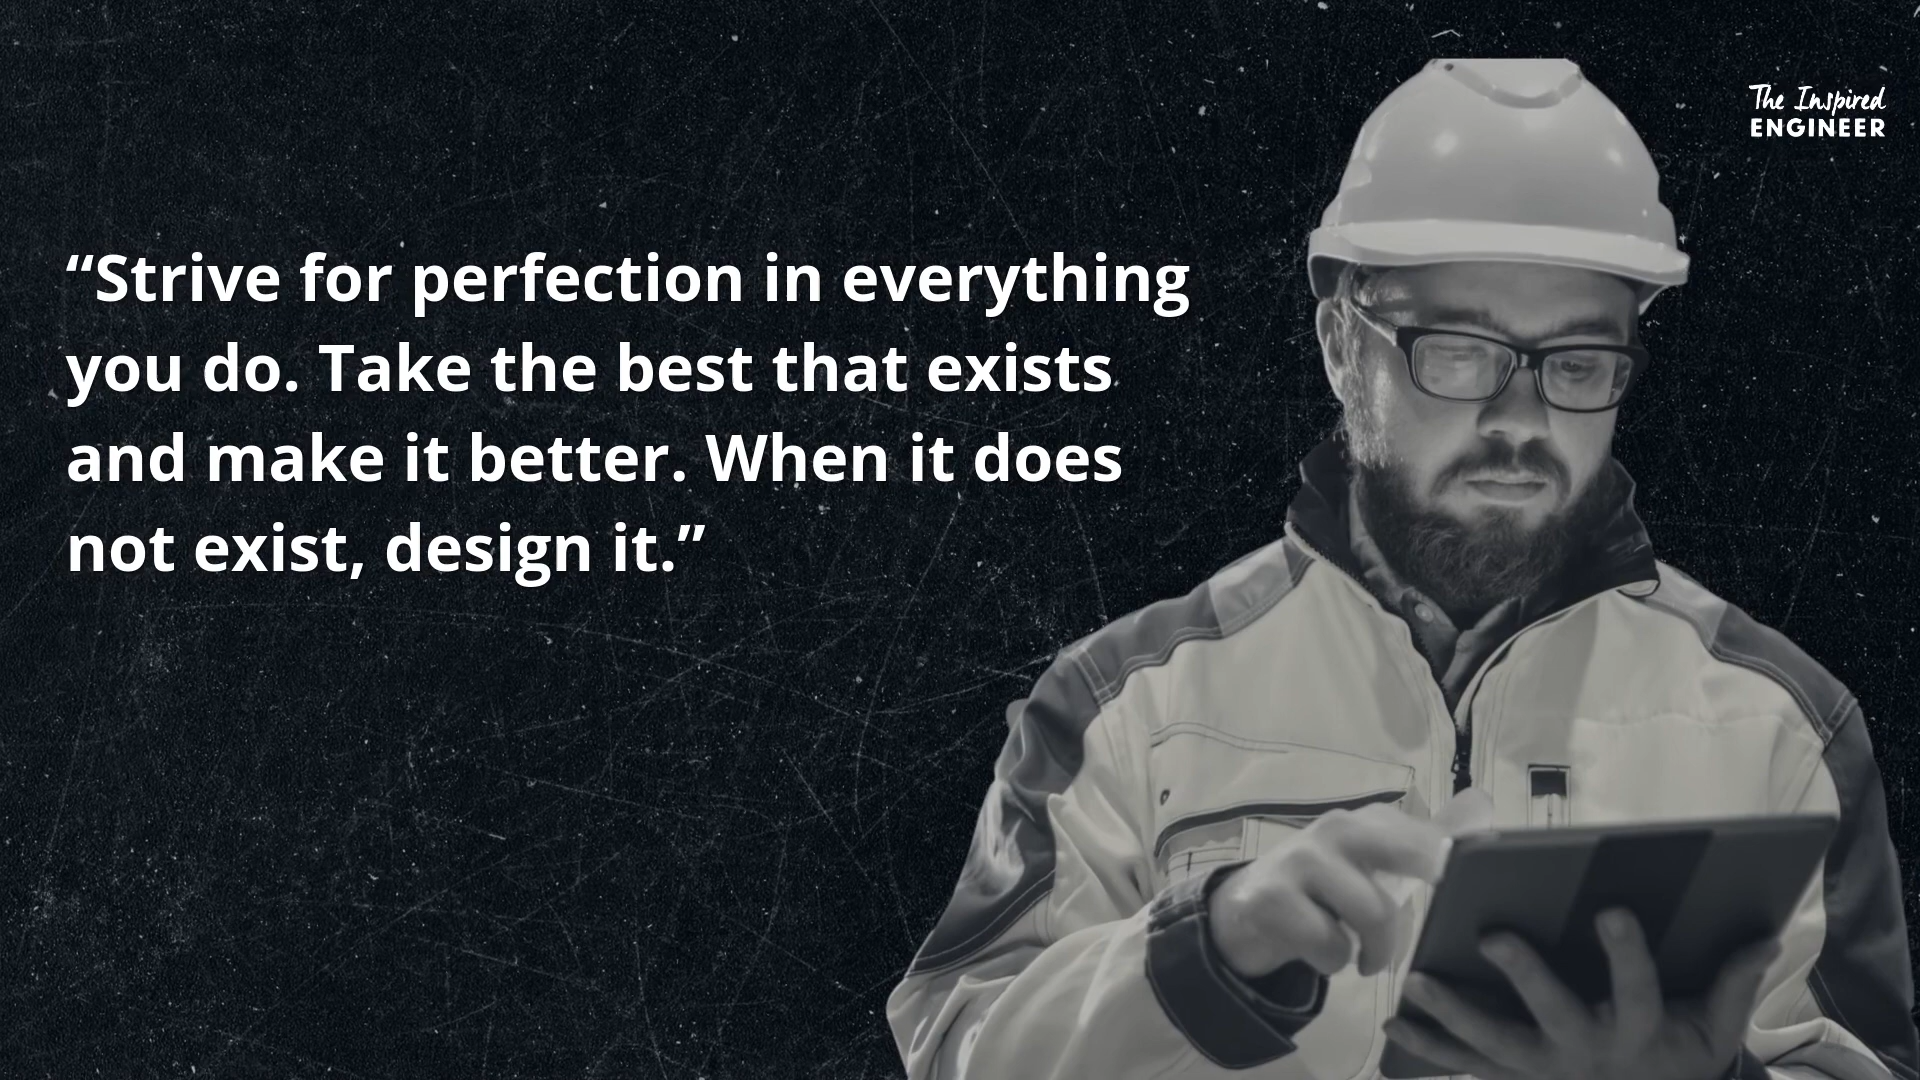 “Strive for perfection in everything
you do. Take the best that exists
and make it better. When it does
not exist, design it.”
The Inspired
ENGINEER